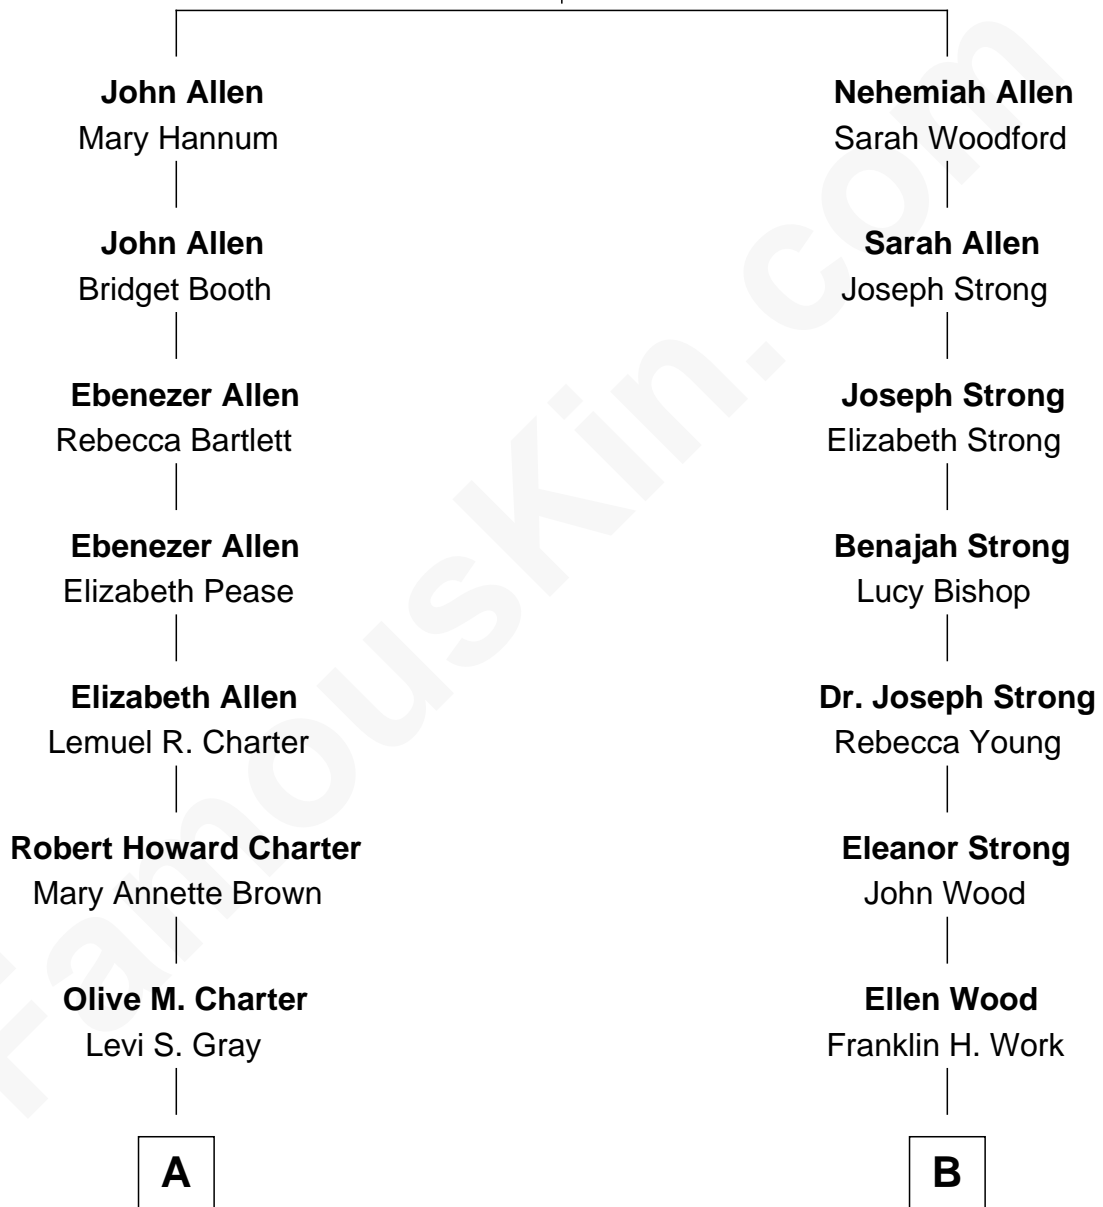 John Allen
Mary Hannum
John Allen
Bridget Booth
Ebenezer Allen
Rebecca Bartlett
Ebenezer Allen
Elizabeth Pease
Elizabeth Allen
Lemuel R. Charter
Robert Howard Charter
Mary Annette Brown
Olive M. Charter
Levi S. Gray
A
Nehemiah Allen
Sarah Woodford
Sarah Allen
Joseph Strong
Joseph Strong
Elizabeth Strong
Benajah Strong
Lucy Bishop
Dr. Joseph Strong
Rebecca Young
Eleanor Strong
John Wood
Ellen Wood
Franklin H. Work
B
FamousKin.com